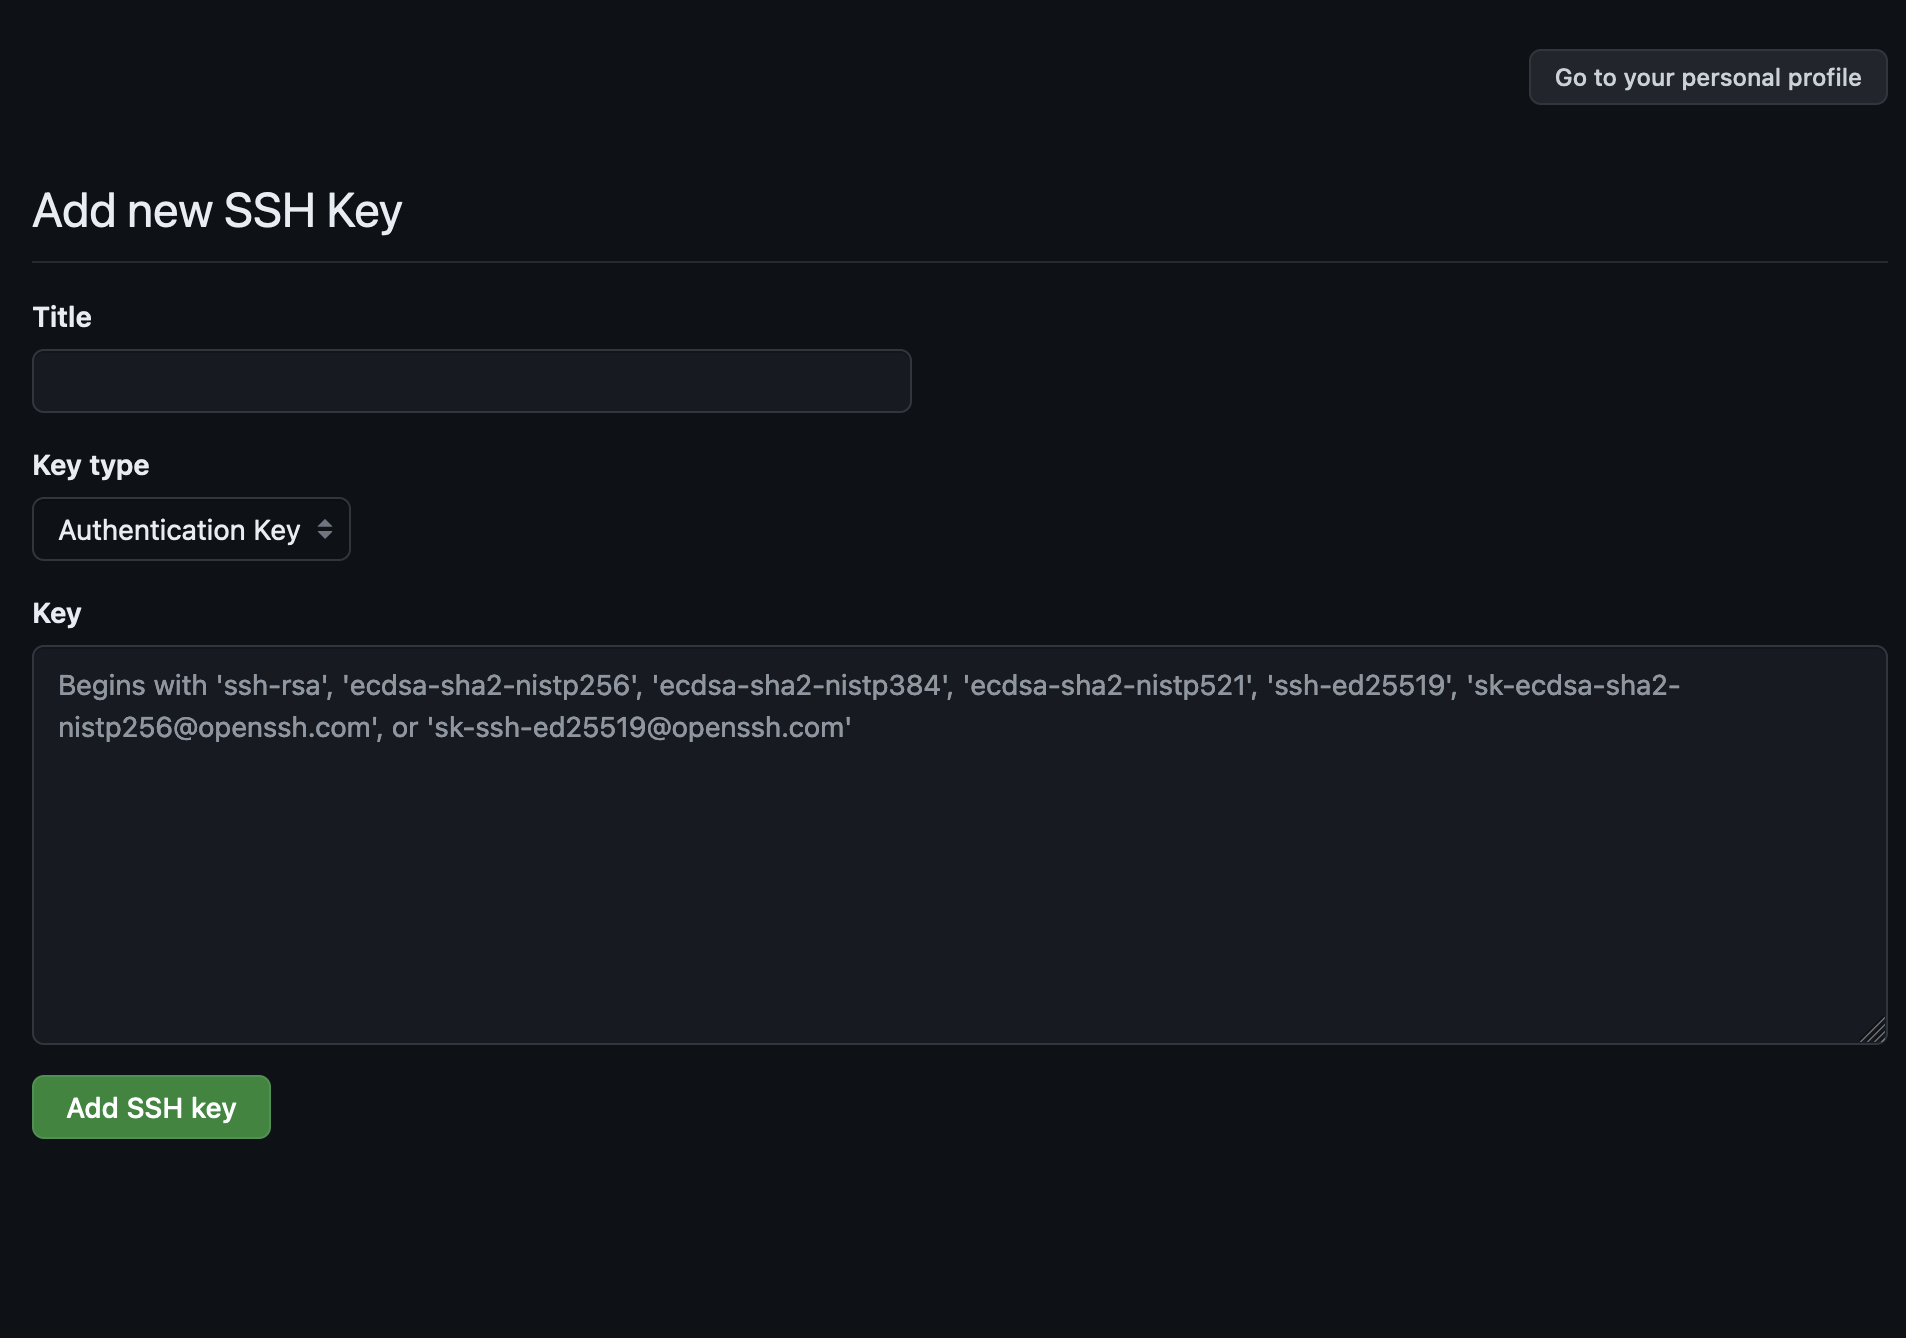 Go to your personal profile
Add new SSH Key
Title
Key type
Authentication Key
Key
Begins with 'ssh-rsa', 'ecdsa-sha2-nistp256', 'ecdsa-sha2-nistp384', 'ecdsa-sha2-nistp521', 'ssh-ed25519', 'sk-ecdsa-sha2-
nistp256@openssh.com', or 'sk-ssh-ed25519@openssh.com'
Add SSH key